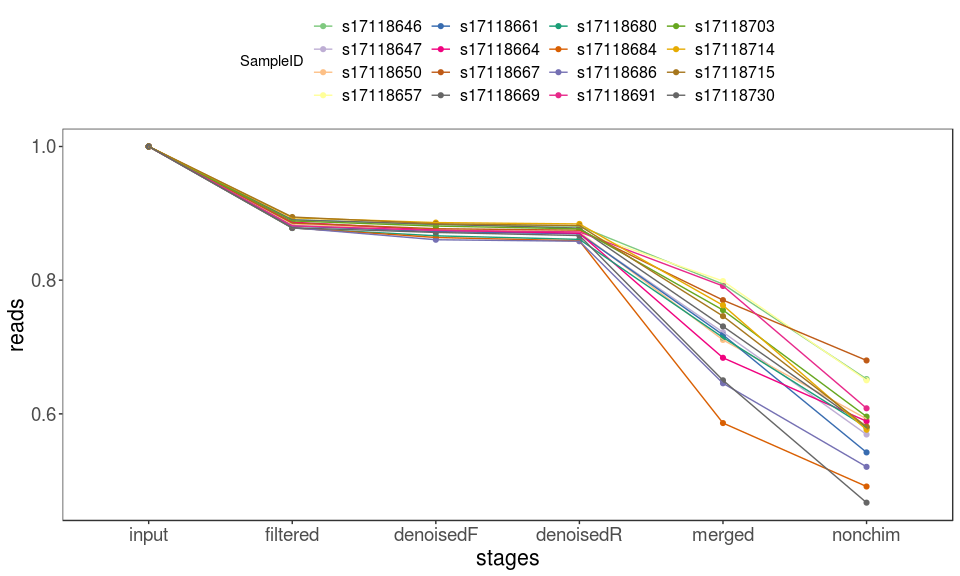 s17118646 s17118661 s17118680 s17118703
s17118647 s17118664 s17118684 s17118714
SampleID
s17118650 s17118667 s17118686 s17118715
s17118657 s17118669 s17118691 s17118730
1.0
0.8
0.6
reads
input filtered denoisedF denoisedR merged nonchim
stages